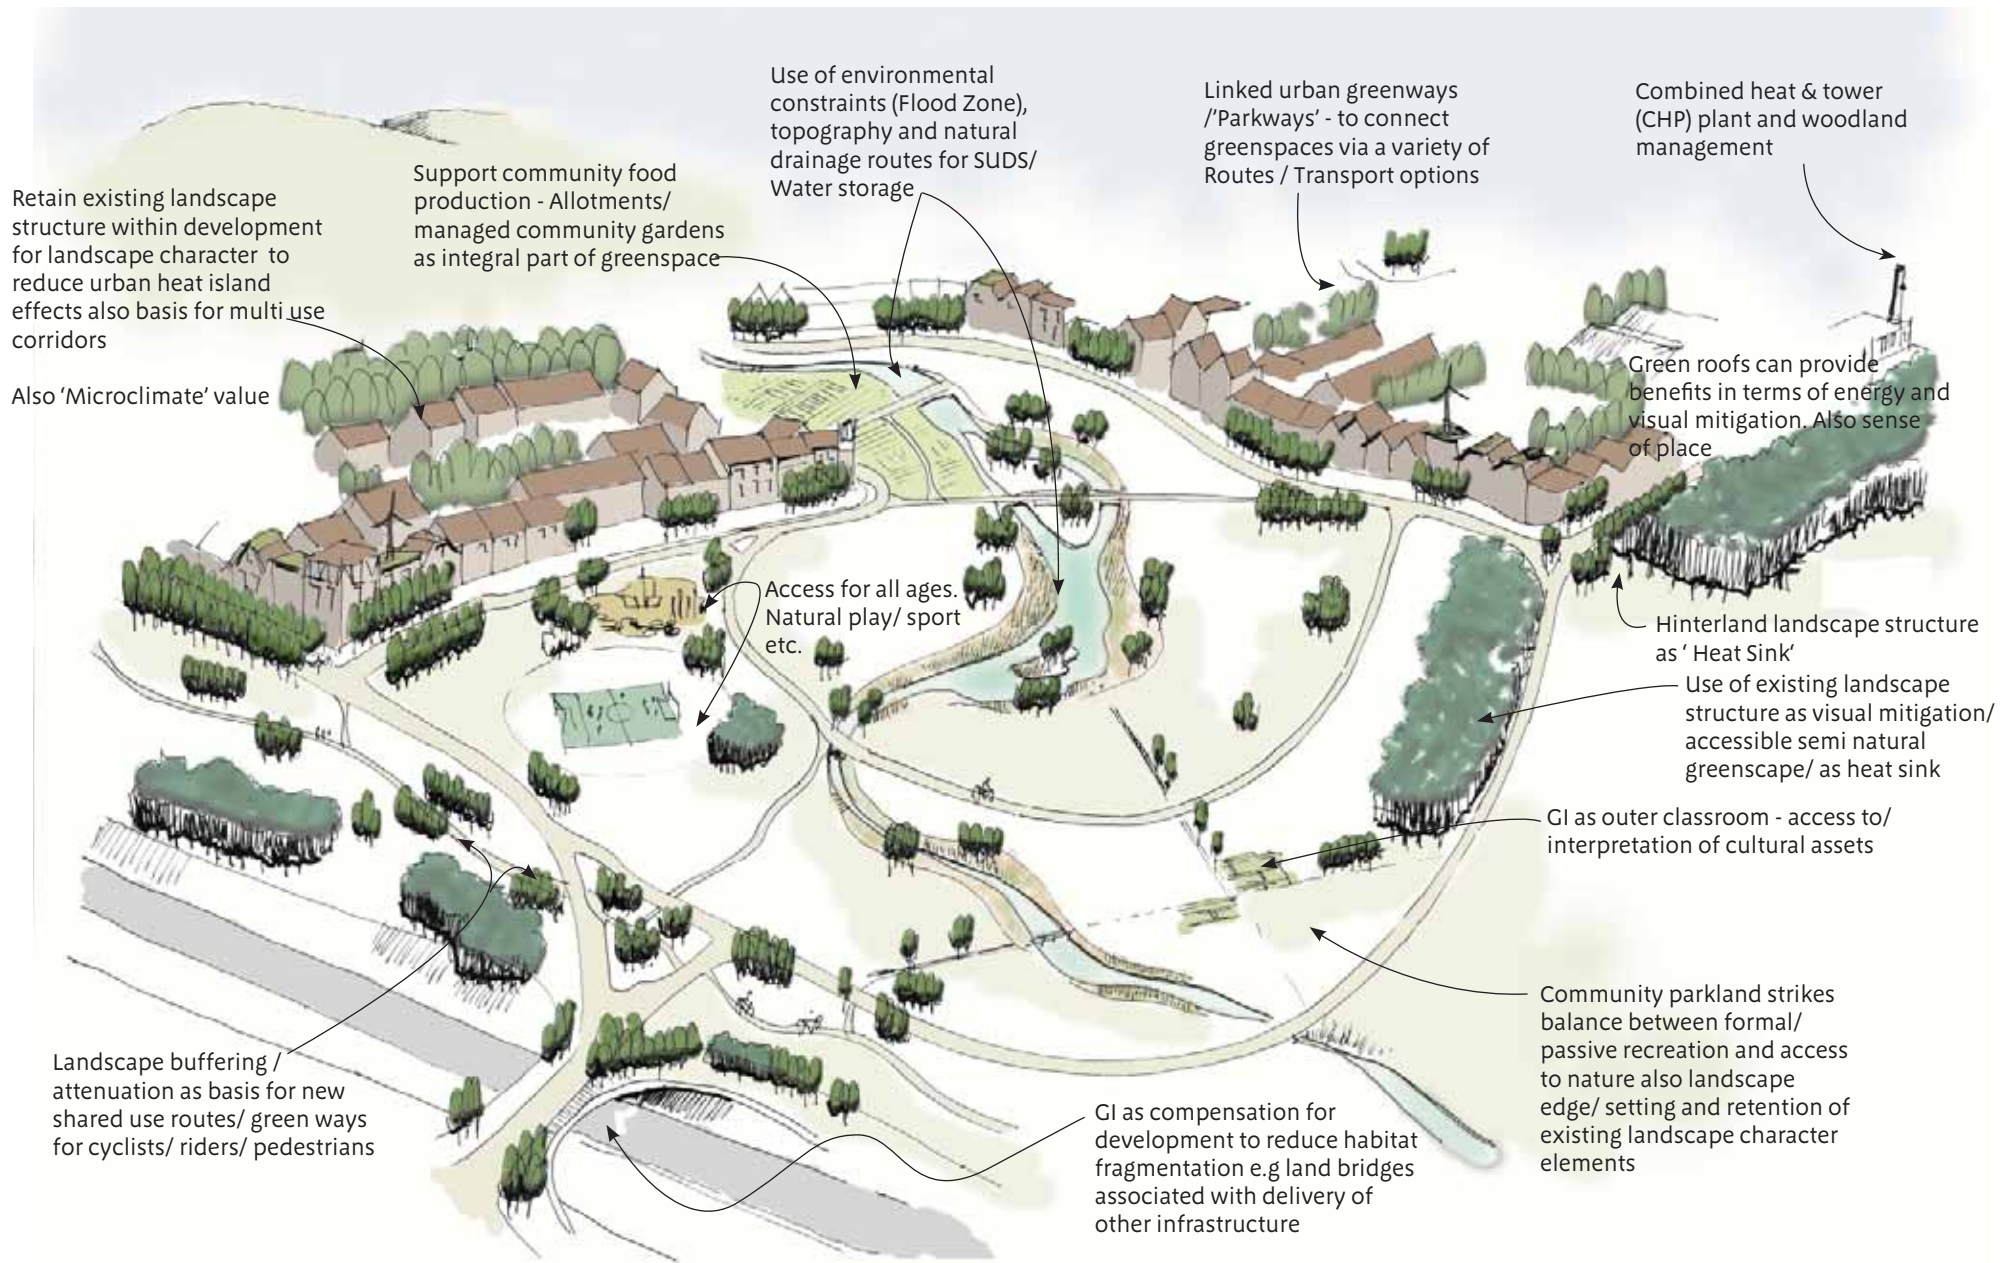 Use of environmental
constraints (Flood Zone),
topography and natural
drainage routes for SUDS/
Water storage
Linked urban greenways
/'Parkways' - to connect
greenspaces via a variety of
Routes / Transport options
Combined heat & tower
(CHP) plant and woodland
management
Support community food
production - Allotments/
managed community gardens
as integral part of greenspace
Retain existing landscape
structure within development
for landscape character to
reduce urban heat island
effects also basis for multi use
corridors
Also 'Microclimate' value
Green roofs can provide
benefits in terms of energy and
visual mitigation. Also sense
of place
Access for all ages.
Natural play/ sport
etc.
Hinterland landscape structure
as ‘ Heat Sink‘
Use of existing landscape
structure as visual mitigation/
accessible semi natural
greenscape/ as heat sink
GI as outer classroom - access to/
interpretation of cultural assets
Community parkland strikes
balance between formal/
passive recreation and access
to nature also landscape
edge/ setting and retention of
existing landscape character
elements
Landscape buffering /
attenuation as basis for new
shared use routes/ green ways
for cyclists/ riders/ pedestrians
GI as compensation for
development to reduce habitat
fragmentation e.g land bridges
associated with delivery of
other infrastructure